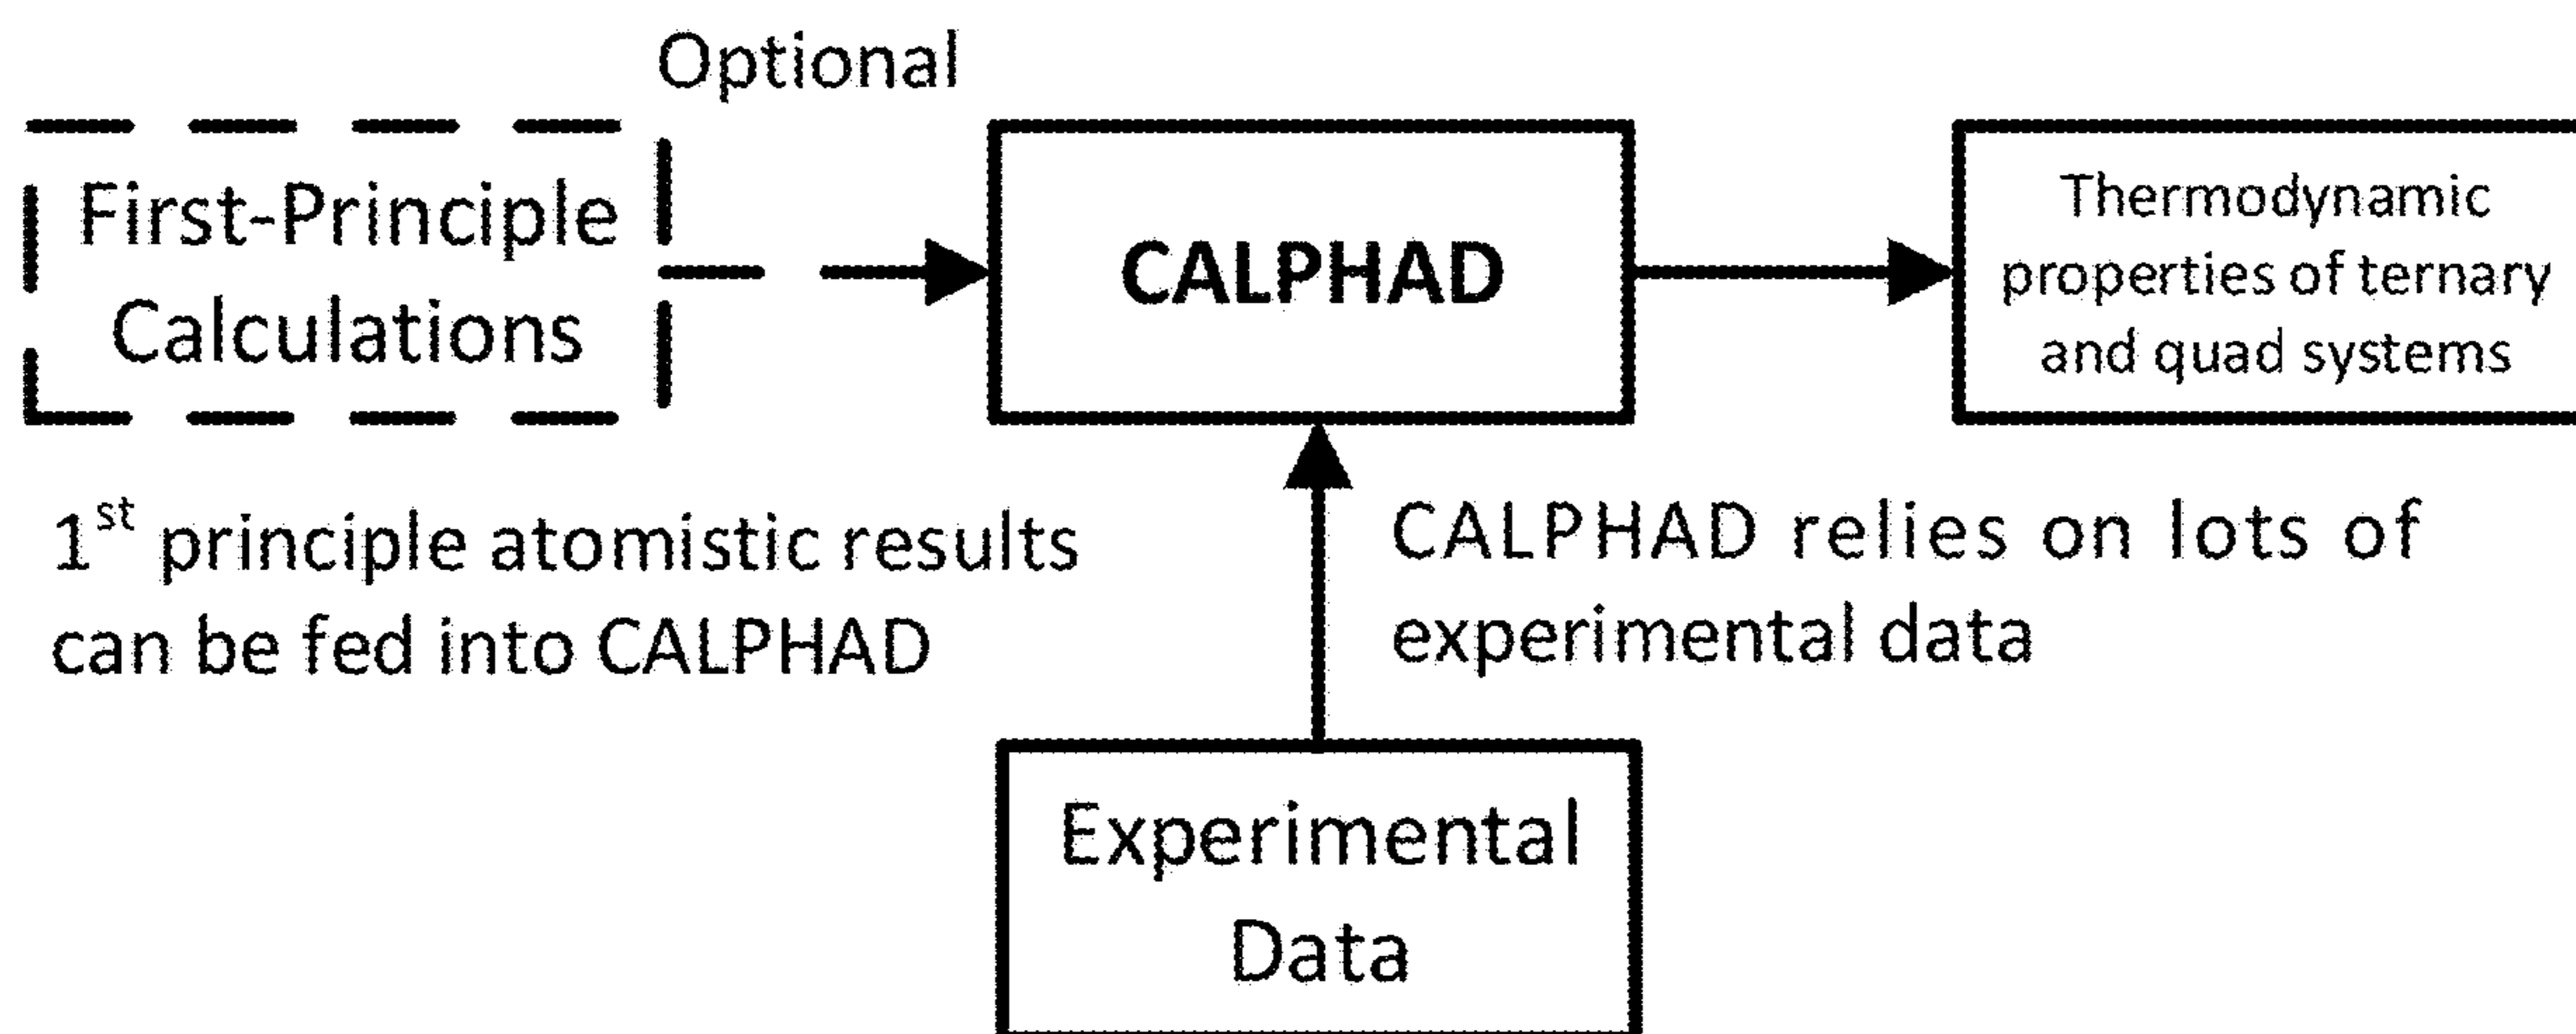 Optional
First-Principle
Calculations
CALPHAD
Thermodynamic
properties of ternary
and quad systems
1st principle atomistic results
can be fed into CALPHAD
CALPHAD relies on lots of
experimental data
Experimental
Data